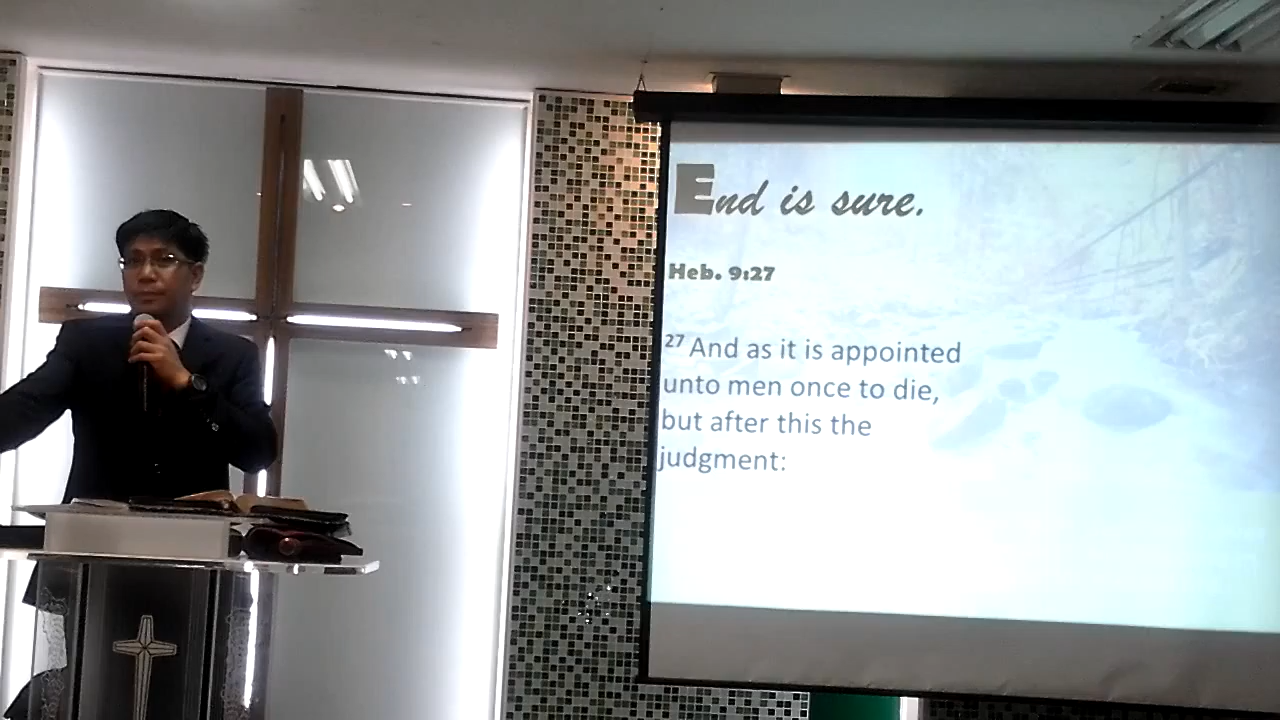 End is sure.
Heb. 9:27
27 And as it is appointed
unto men once to die,
but after this the
judgment: